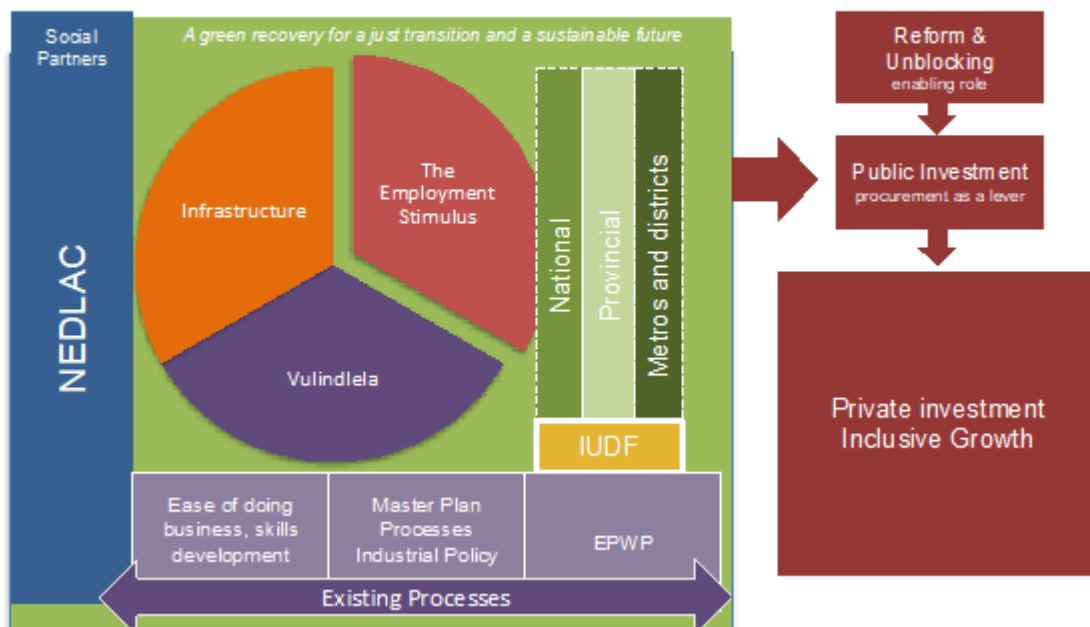 Social
Partners
NEDLAC
A green recovery for a just transition and a sustainable future
Infrastructure
The
Employment
Stimulus
Vulindlela
National
Provincial
Metros and districts
IUDF
Ease of doing
business, skills
development
Master Plan
Processes
Industrial Policy
EPWP
Existing Processes
Reform &
Unblocking
enabling role
Public Investment
procurement as a lever
Private investment
Inclusive Growth